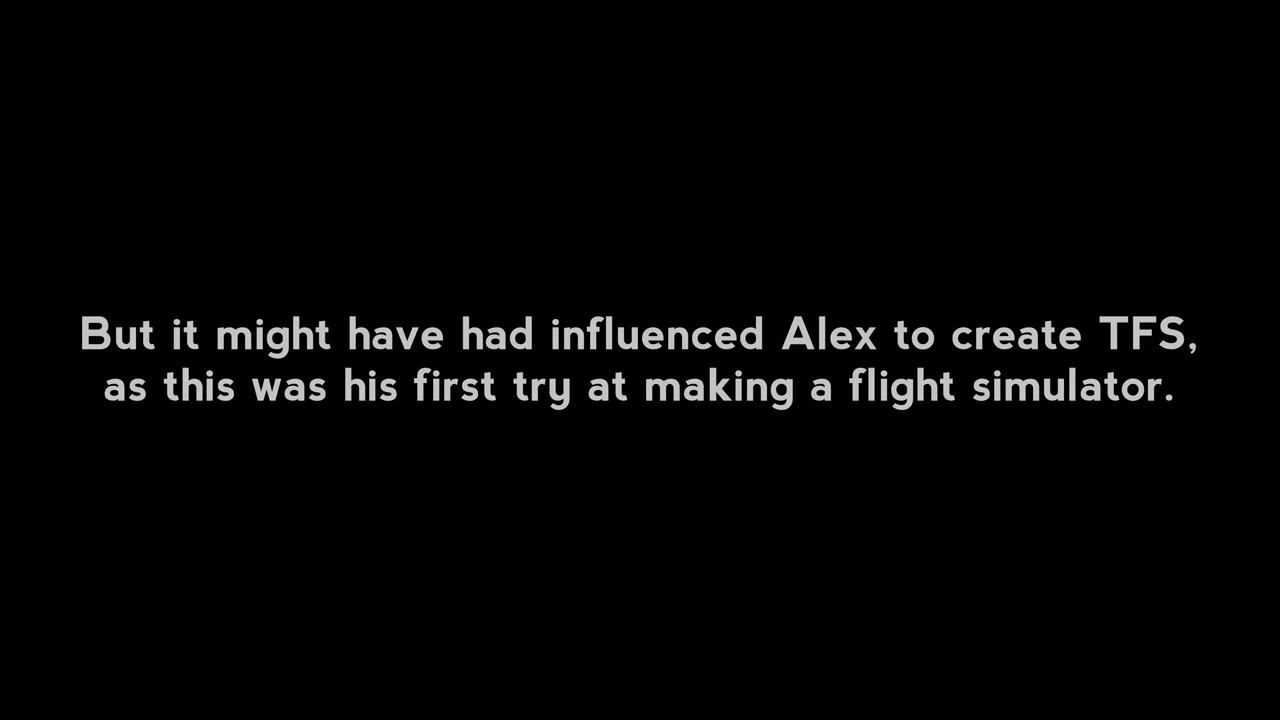 But it might have had influenced Alex to create TFS,
as this was his first try at making a flight simulator.